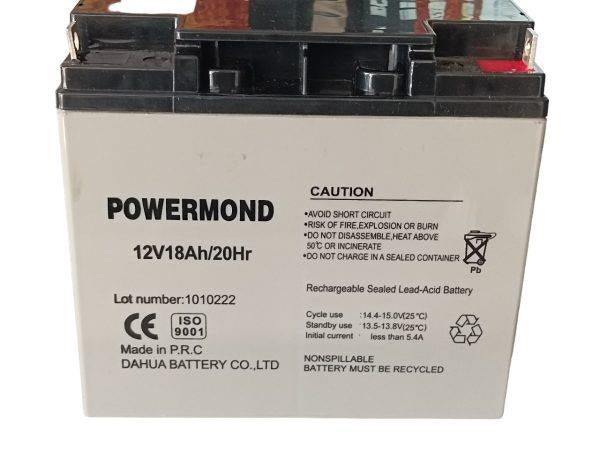 POWERMOND
12V18Ah/20Hr
Lot number:1010222
CE ISO 9001
Made in P.R.C
DAHUA BATTERY CO.,LTD
CAUTION
•AVOID SHORT CIRCUIT
•RISK OF FIRE,EXPLOSION OR BURN
•DO NOT DISASSEMBLE,HEAT ABOVE
50℃ OR INCINERATE
•DO NOT CHARGE IN A SEALED CONTAINER
Pb
Rechargeable Sealed Lead-Acid Battery
Cycle use :14.4-15.0V(25℃)
Standby use :13.5-13.8V(25℃)
Initial current less than 5.4A
NONSPILLABLE
BATTERY MUST BE RECYCLED